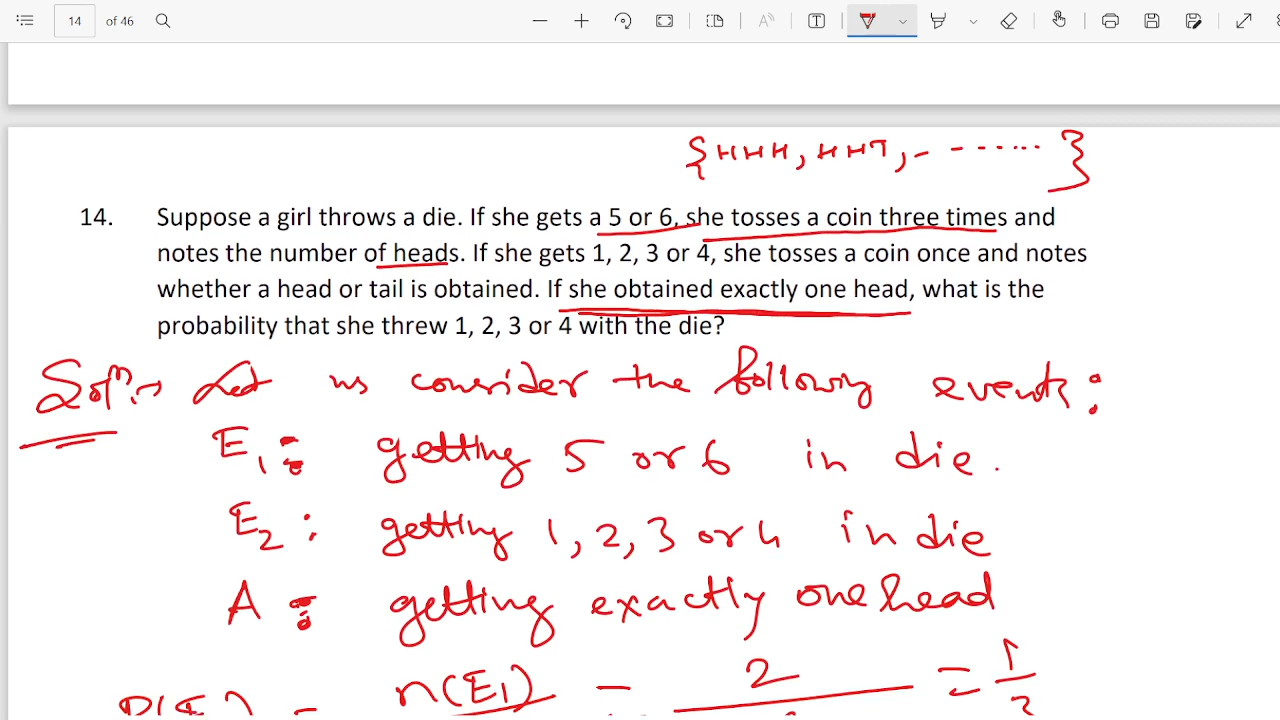 14 of 46
{HHH, HHT, - - ...... }
14. Suppose a girl throws a die. If she gets a 5 or 6, she tosses a coin three times and
notes the number of heads. If she gets 1, 2, 3 or 4, she tosses a coin once and notes
whether a head or tail is obtained. If she obtained exactly one head, what is the
probability that she threw 1, 2, 3 or 4 with the die?
Solⁿ:→ Let us consider the following events:
E₁: getting 5 or 6 in die.
E₂: getting 1, 2, 3 or 4 in die
A: getting exactly one head
n(E₁) = 2 = 1